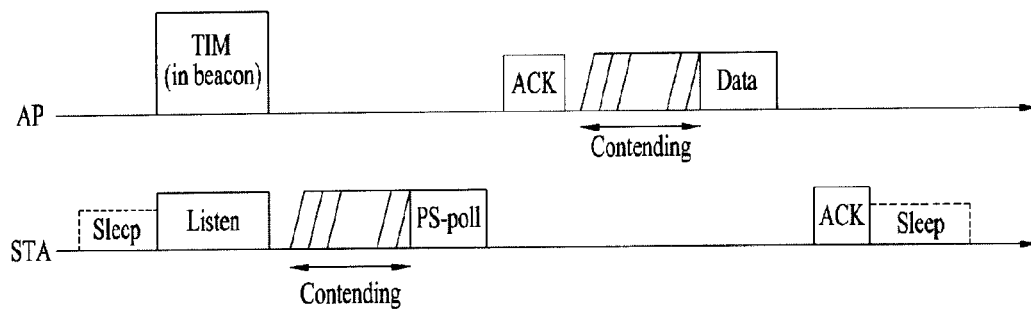 TIM
(in beacon)
ACK
Data
AP
Contending
Sleep
Listen
PS-poll
ACK
Sleep
STA
Contending